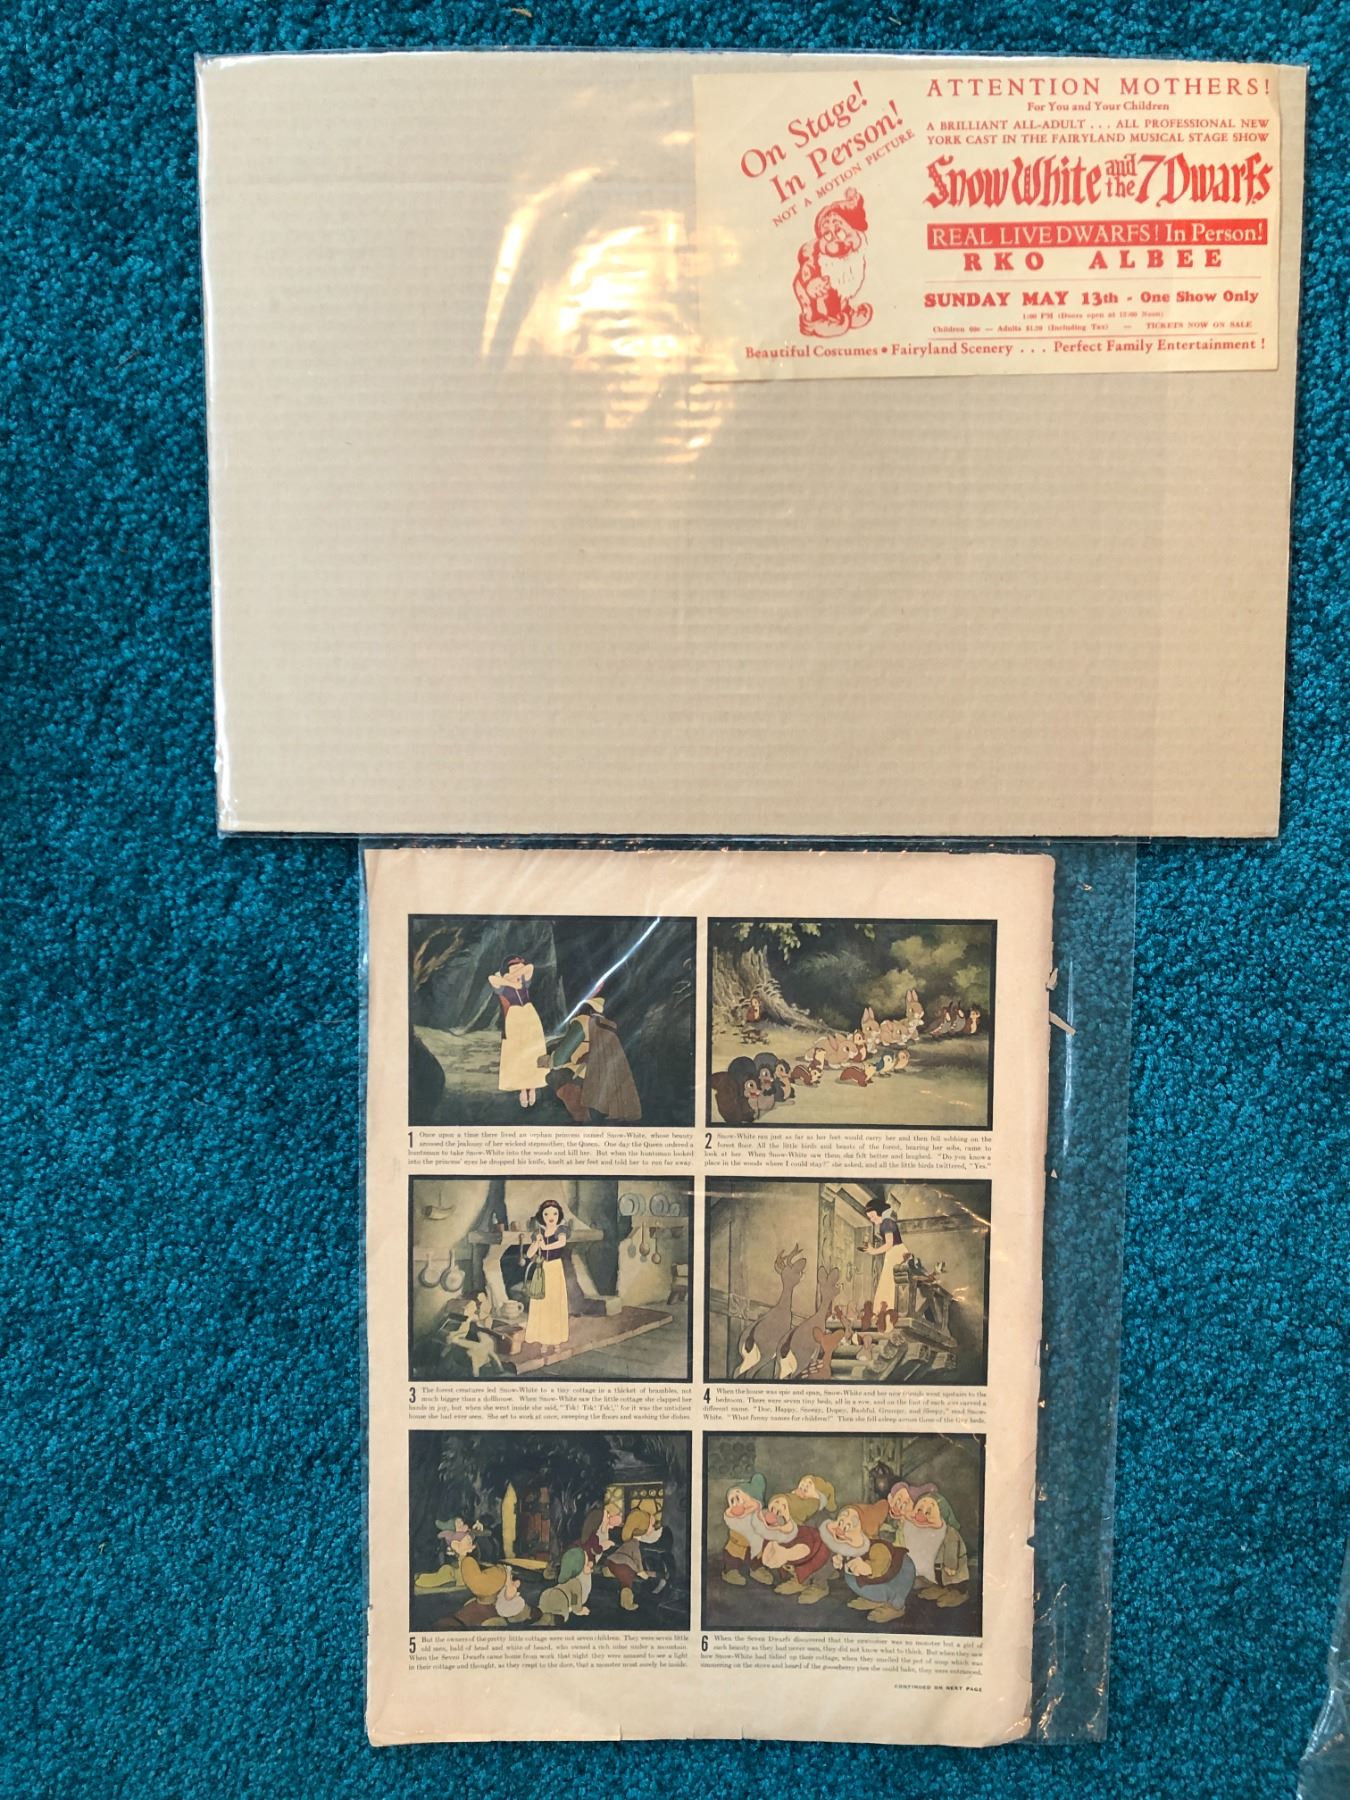 On Stage!
In Person!
NOT A MOTION PICTURE
ATTENTION MOTHERS!
For You and Your Children
A BRILLIANT ALL-ADULT . . . ALL PROFESSIONAL NEW
YORK CAST IN THE FAIRYLAND MUSICAL STAGE SHOW
Snow White and the 7 Dwarfs
REAL LIVE DWARFS! In Person!
RKO ALBEE
SUNDAY MAY 13th - One Show Only
1:00 PM (Doors open at 12:00 Noon)
Children 60c — Adults $1.20 (Including Tax) — TICKETS NOW ON SALE
Beautiful Costumes • Fairyland Scenery . . . Perfect Family Entertainment !
1 Once upon a time there lived an orphan princess named Snow-White, whose beauty
aroused the jealousy of her wicked stepmother, the Queen. One day the Queen ordered a
huntsman to take Snow-White into the woods and kill her. But when the huntsman looked
into the princess' eyes he dropped his knife, knelt at her feet and told her to run far away.
2 Snow-White ran just as far as her feet would carry her and then fell sobbing on the
forest floor. All the little birds and beasts of the forest, hearing her sobs, came to
look at her. When Snow-White saw them she felt better and laughed. "Do you know a
place in the woods where I could stay?" she asked, and all the little birds twittered, "Yes."
3 The forest creatures led Snow-White to a tiny cottage in a thicket of brambles, not
much bigger than a dollhouse. When Snow-White saw the little cottage she clapped her
hands in joy, but when she went inside she said, "Tsk! Tsk! Tsk!," for it was the untidiest
house she had ever seen. She set to work at once, sweeping the floors and washing the dishes.
4 When the house was spic and span, Snow-White and her new friends went upstairs to the
bedroom. There were seven tiny beds, all in a row, and on the foot of each was carved a
different name. "Doc, Happy, Sneezy, Dopey, Bashful, Grumpy, and Sleepy," read Snow-
White. "What funny names for children!" Then she fell asleep across three of the tiny beds.
5 But the owners of the pretty little cottage were not seven children. They were seven little
old men, bald of head and white of beard, who owned a rich mine under a mountain.
When the Seven Dwarfs came home from work that night they were amazed to see a light
in their cottage and thought, as they crept to the door, that a monster must surely be inside.
6 When the Seven Dwarfs discovered that the newcomer was no monster but a girl of
such beauty as they had never seen, they did not know what to think. But when they saw
how Snow-White had tidied up their cottage, when they smelled the pot of soup which was
simmering on the stove and heard of the gooseberry pies she could bake, they were entranced.
CONTINUED ON NEXT PAGE